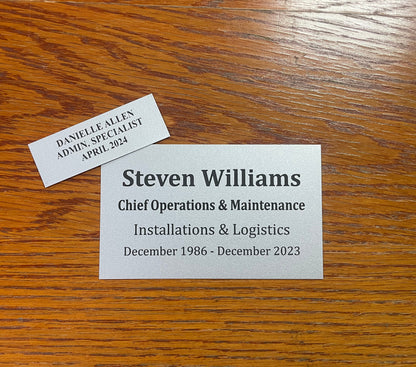 DANIELLE ALLEN
ADMIN. SPECIALIST
APRIL 2024
Steven Williams
Chief Operations & Maintenance
Installations & Logistics
December 1986 - December 2023